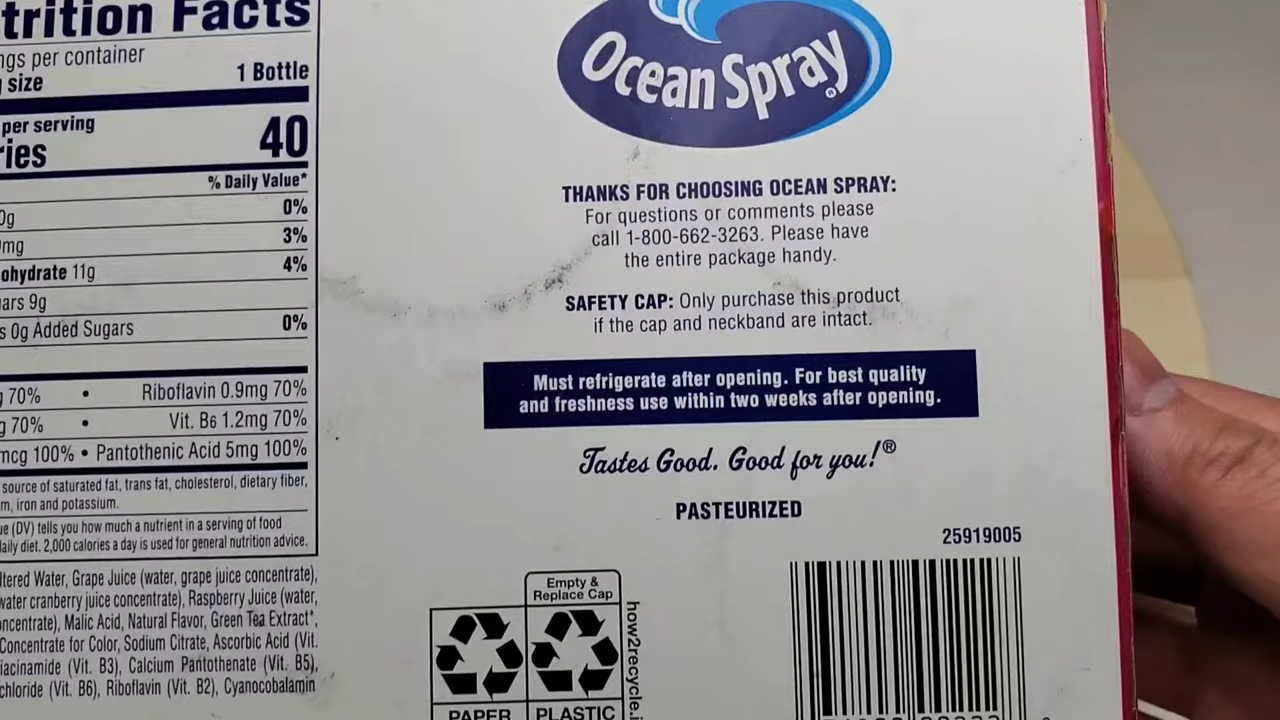 trition Facts
ngs per container
size
1 Bottle
per serving
ries
40
% Daily Value*
0g
0%
mg
3%
ohydrate 11g
4%
ars 9g
s 0g Added Sugars
0%
70% • Riboflavin 0.9mg 70%
g 70% • Vit. B6 1.2mg 70%
mcg 100% • Pantothenic Acid 5mg 100%
source of saturated fat, trans fat, cholesterol, dietary fiber,
m, iron and potassium.
ue (DV) tells you how much a nutrient in a serving of food
daily diet. 2,000 calories a day is used for general nutrition advice.
ltered Water, Grape Juice (water, grape juice concentrate),
water cranberry juice concentrate), Raspberry Juice (water,
oncentrate), Malic Acid, Natural Flavor, Green Tea Extract*,
Concentrate for Color, Sodium Citrate, Ascorbic Acid (Vit.
iacinamide (Vit. B3), Calcium Pantothenate (Vit. B5),
chloride (Vit. B6), Riboflavin (Vit. B2), Cyanocobalamin
Ocean Spray®
THANKS FOR CHOOSING OCEAN SPRAY:
For questions or comments please
call 1-800-662-3263. Please have
the entire package handy.
SAFETY CAP: Only purchase this product
if the cap and neckband are intact.
Must refrigerate after opening. For best quality
and freshness use within two weeks after opening.
Tastes Good. Good for you!®
PASTEURIZED
25919005
Empty &
Replace Cap
how2recycle.i
PAPER
PLASTIC